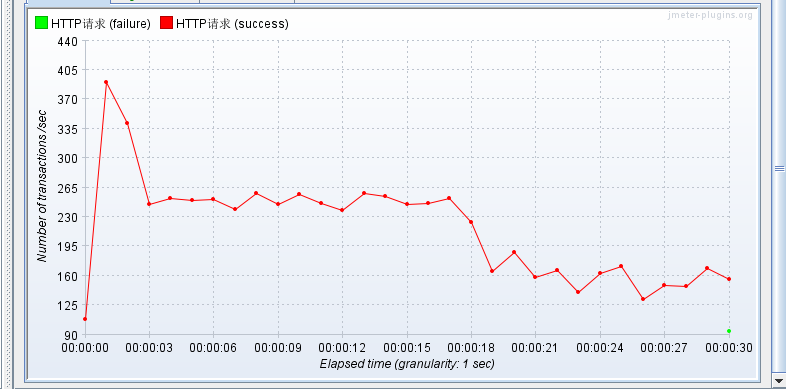 jmeter-plugins.org
HTTP请求 (failure) HTTP请求 (success)
440
405
370
335
300
265
230
195
160
125
90
Number of transactions /sec
00:00:00 00:00:03 00:00:06 00:00:09 00:00:12 00:00:15 00:00:18 00:00:21 00:00:24 00:00:27 00:00:30
Elapsed time (granularity: 1 sec)